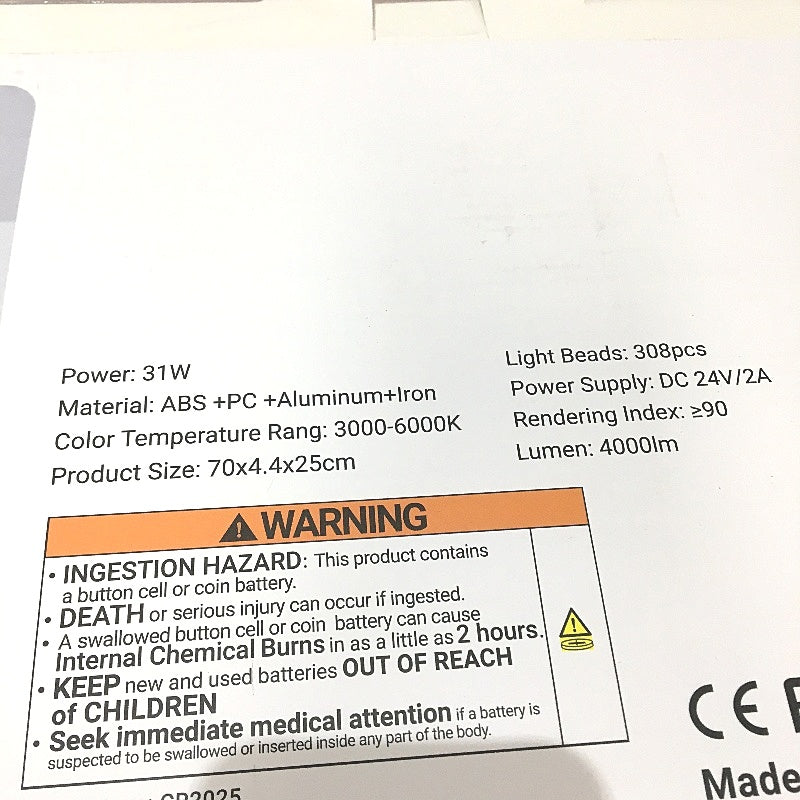 Power: 31W
Material: ABS +PC +Aluminum+Iron
Color Temperature Rang: 3000-6000K
Product Size: 70x4.4x25cm
Light Beads: 308pcs
Power Supply: DC 24V/2A
Rendering Index: ≥90
Lumen: 4000lm
WARNING
• INGESTION HAZARD: This product contains
a button cell or coin battery.
• DEATH or serious injury can occur if ingested.
• A swallowed button cell or coin battery can cause
Internal Chemical Burns in as a little as 2 hours.
• KEEP new and used batteries OUT OF REACH
of CHILDREN
• Seek immediate medical attention if a battery is
suspected to be swallowed or inserted inside any part of the body.
CE
Made
CR2025